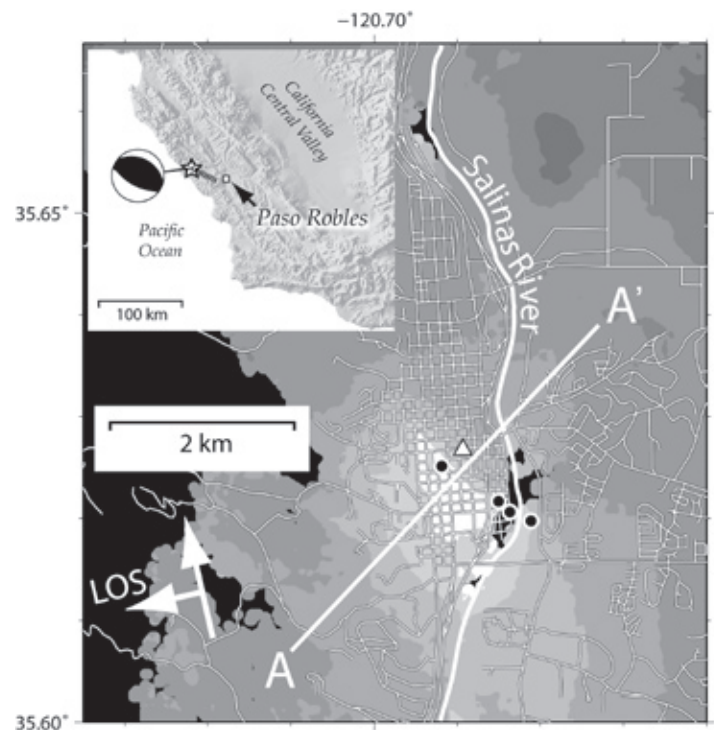 −120.70˚
California
Central Valley
Paso Robles
Pacific
Ocean
100 km
35.65˚
Salinas River
A'
2 km
LOS
A
35.60˚